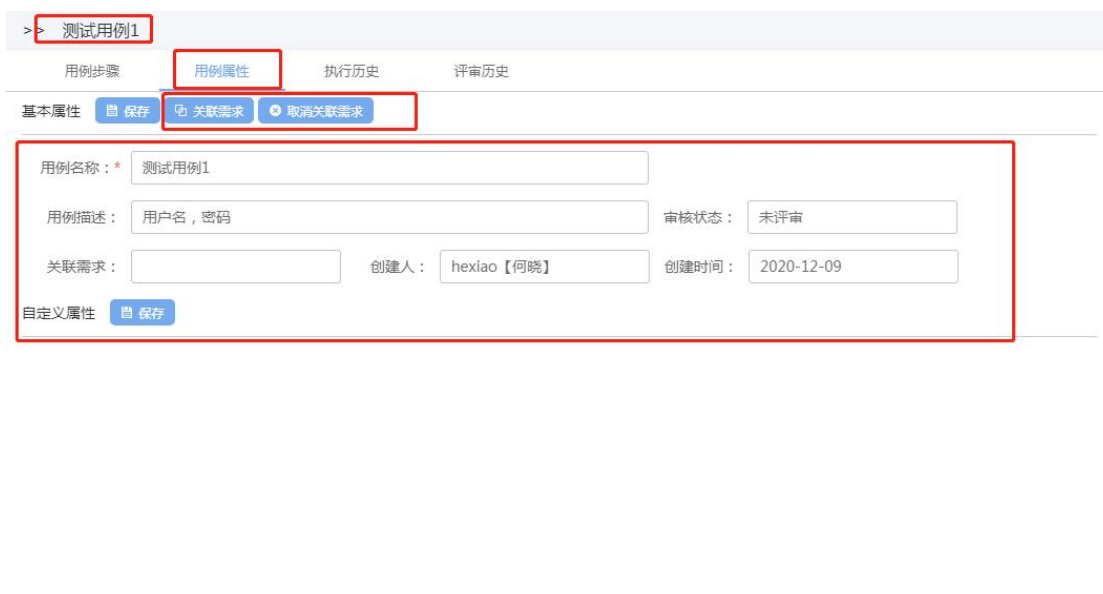 >> 测试用例1
用例步骤 用例属性 执行历史 评审历史
基本属性 保存 关联需求 取消关联需求
用例名称：* 测试用例1
用例描述： 用户名，密码 审核状态： 未评审
关联需求： 创建人： hexiao【何晓】 创建时间： 2020-12-09
自定义属性 保存